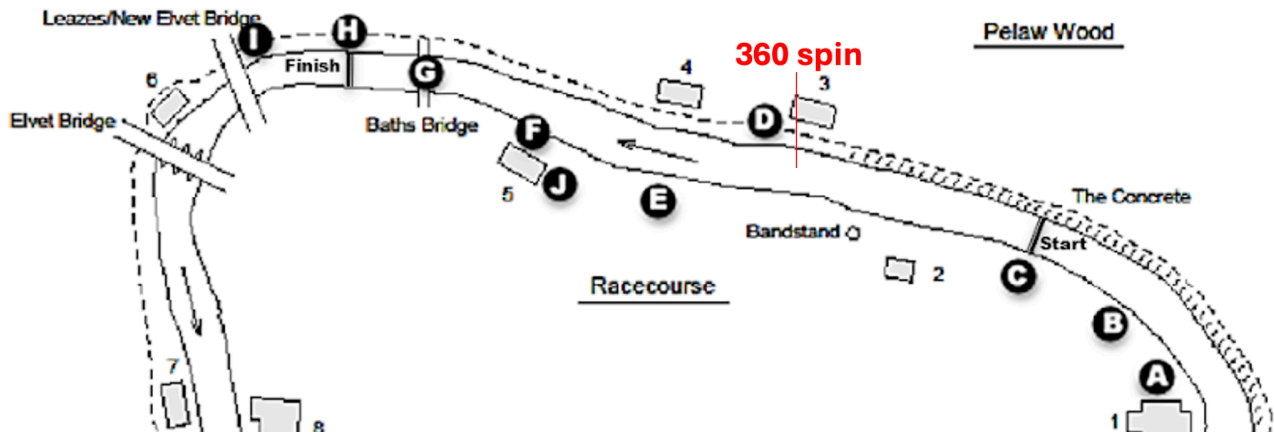 Leazes/New Elvet Bridge
I
H
Pelaw Wood
360 spin
Finish
G
4
3
6
D
Elvet Bridge
Baths Bridge
F
5
J
E
The Concrete
Bandstand
Start
2
C
Racecourse
B
7
A
1
8